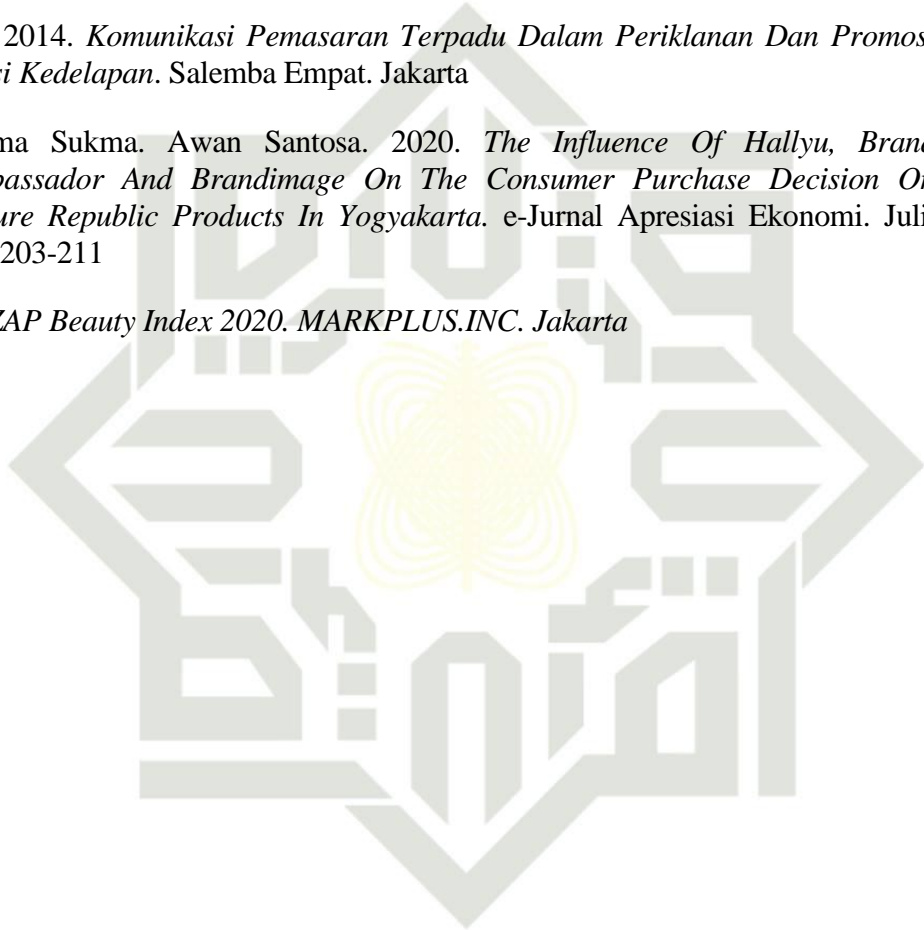 2014. Komunikasi Pemasaran Terpadu Dalam Periklanan Dan Promos
si Kedelapan. Salemba Empat. Jakarta
ma Sukma. Awan Santosa. 2020. The Influence Of Hallyu, Brand
bassador And Brandimage On The Consumer Purchase Decision On
ure Republic Products In Yogyakarta. e-Jurnal Apresiasi Ekonomi. Juli
203-211
ZAP Beauty Index 2020. MARKPLUS.INC. Jakarta